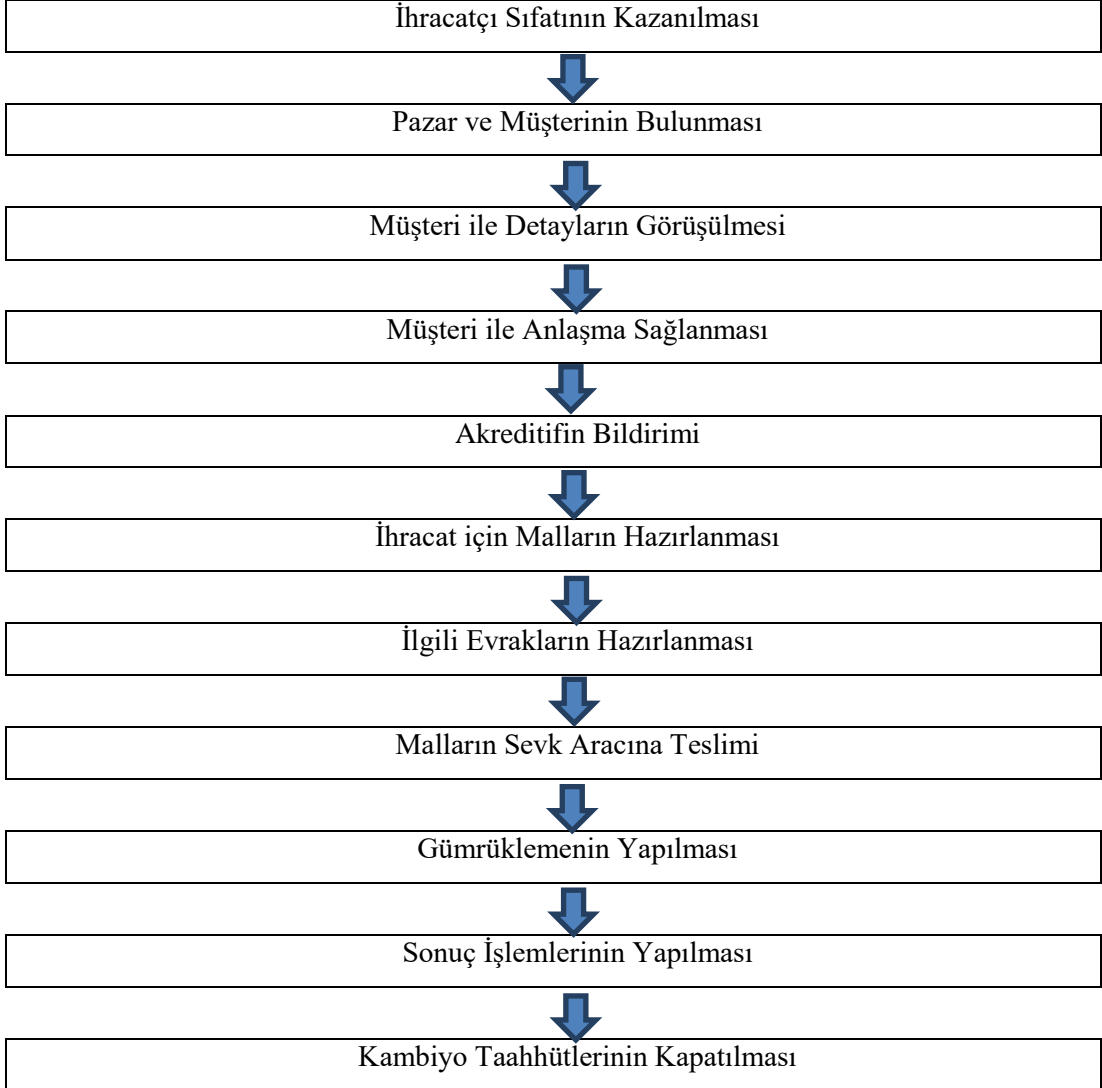 İhracatçı Sıfatının Kazanılması
Pazar ve Müşterinin Bulunması
Müşteri ile Detayların Görüşülmesi
Müşteri ile Anlaşma Sağlanması
Akreditifin Bildirimi
İhracat için Malların Hazırlanması
İlgili Evrakların Hazırlanması
Malların Sevk Aracına Teslimi
Gümrüklemenin Yapılması
Sonuç İşlemlerinin Yapılması
Kambiyo Taahhütlerinin Kapatılması